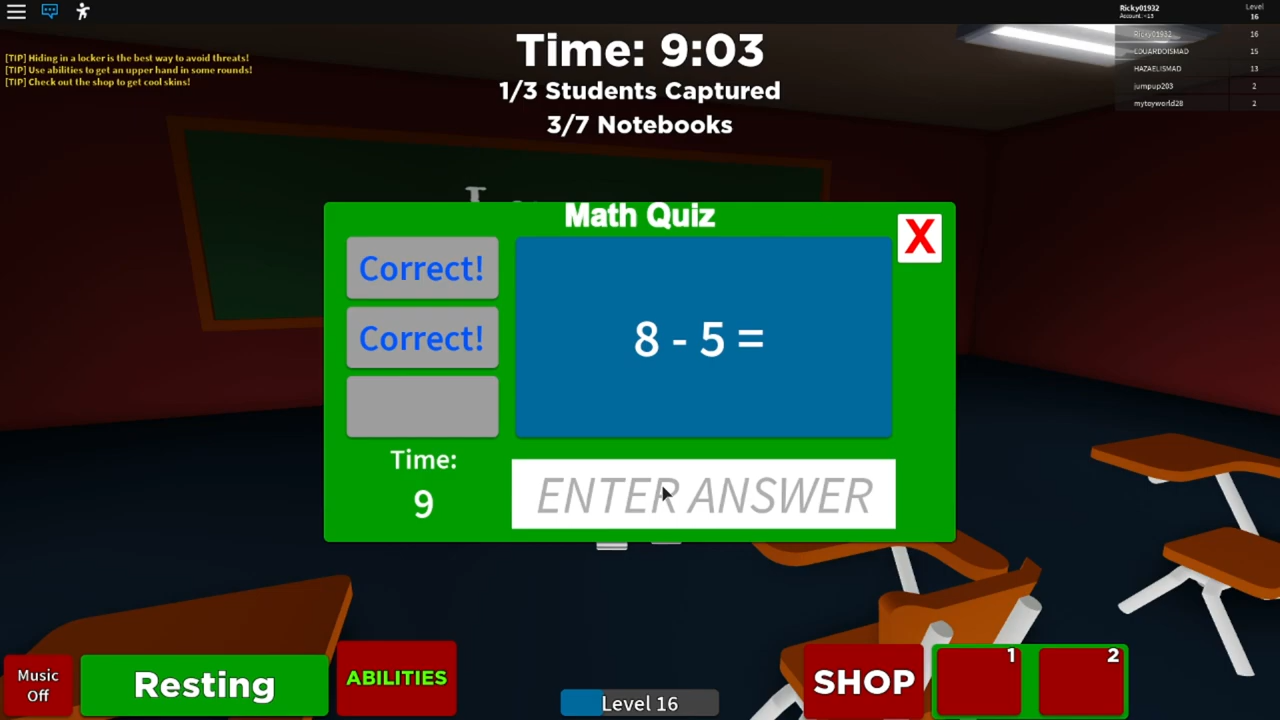 Ricky01932
Level
16
[TIP] Hiding in a locker is the best way to avoid threats!
[TIP] Use abilities to get an upper hand in some rounds!
[TIP] Check out the shop to get cool skins!
Time: 9:03
1/3 Students Captured
3/7 Notebooks
Ricky01932 16
EDUARDOISMAD 15
HAZAELISMAD 13
jumpup203 2
mytoyworld28 2
Math Quiz
X
Correct!
Correct!
8 - 5 =
Time:
9
ENTER ANSWER
Music
Off
Resting
ABILITIES
Level 16
SHOP
1
2